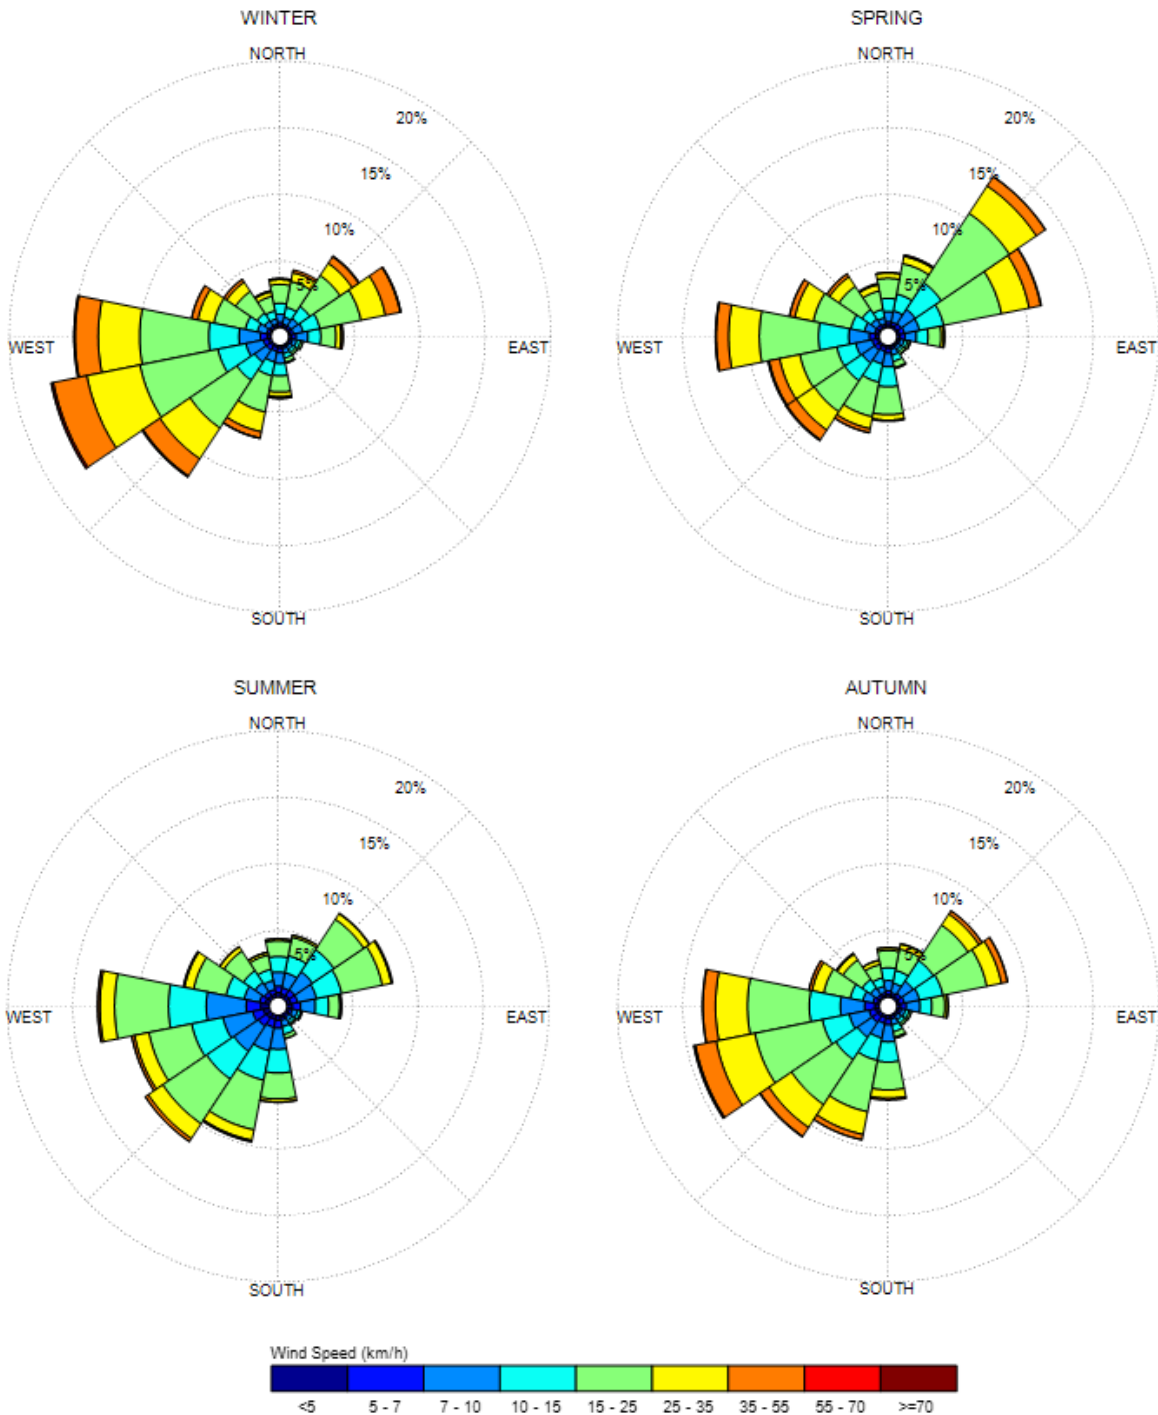 WINTER
NORTH
20%
15%
10%
5%
WEST
EAST
SOUTH
SPRING
NORTH
20%
15%
10%
5%
WEST
EAST
SOUTH
SUMMER
NORTH
20%
15%
10%
5%
WEST
EAST
SOUTH
AUTUMN
NORTH
20%
15%
10%
5%
WEST
EAST
SOUTH
Wind Speed (km/h)
<5 5 - 7 7 - 10 10 - 15 15 - 25 25 - 35 35 - 55 55 - 70 >=70